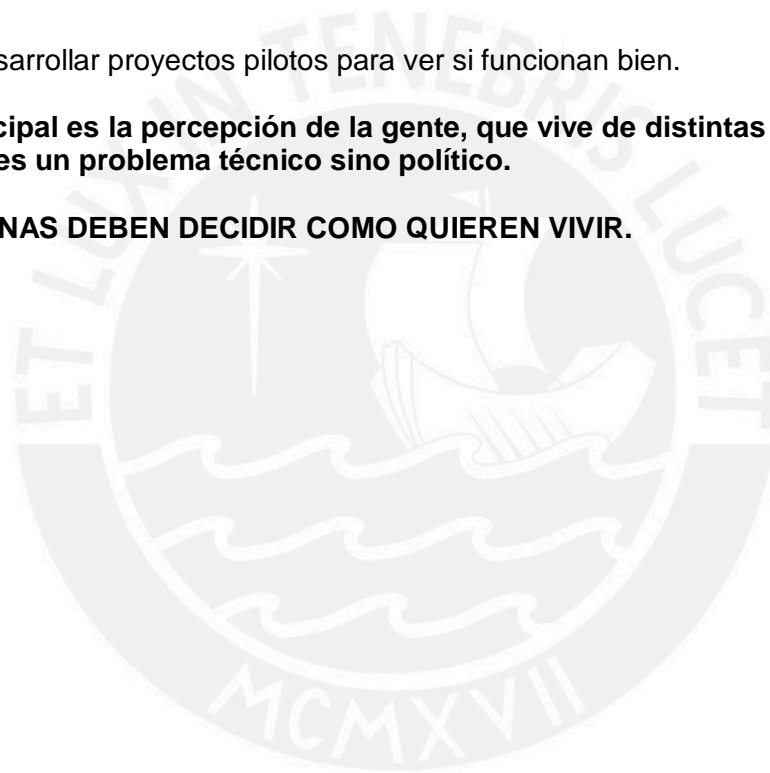 sarrollar proyectos pilotos para ver si funcionan bien.
cipal es la percepción de la gente, que vive de distintas
es un problema técnico sino político.
NAS DEBEN DECIDIR COMO QUIEREN VIVIR.
ET LUX IN TENEBRIS LUCET
MCMXVII